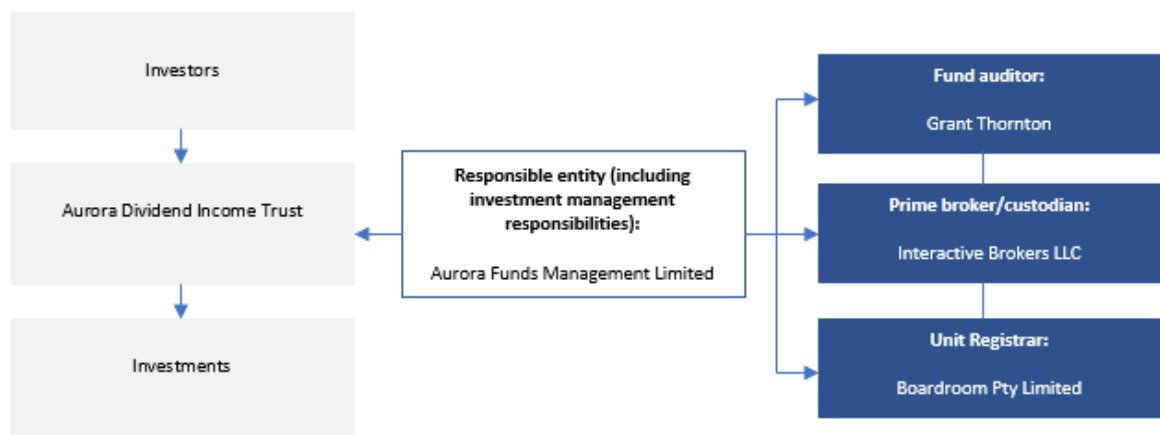 Investors
Aurora Dividend Income Trust
Investments
Responsible entity (including
investment management
responsibilities):
Aurora Funds Management Limited
Fund auditor:
Grant Thornton
Prime broker/custodian:
Interactive Brokers LLC
Unit Registrar:
Boardroom Pty Limited